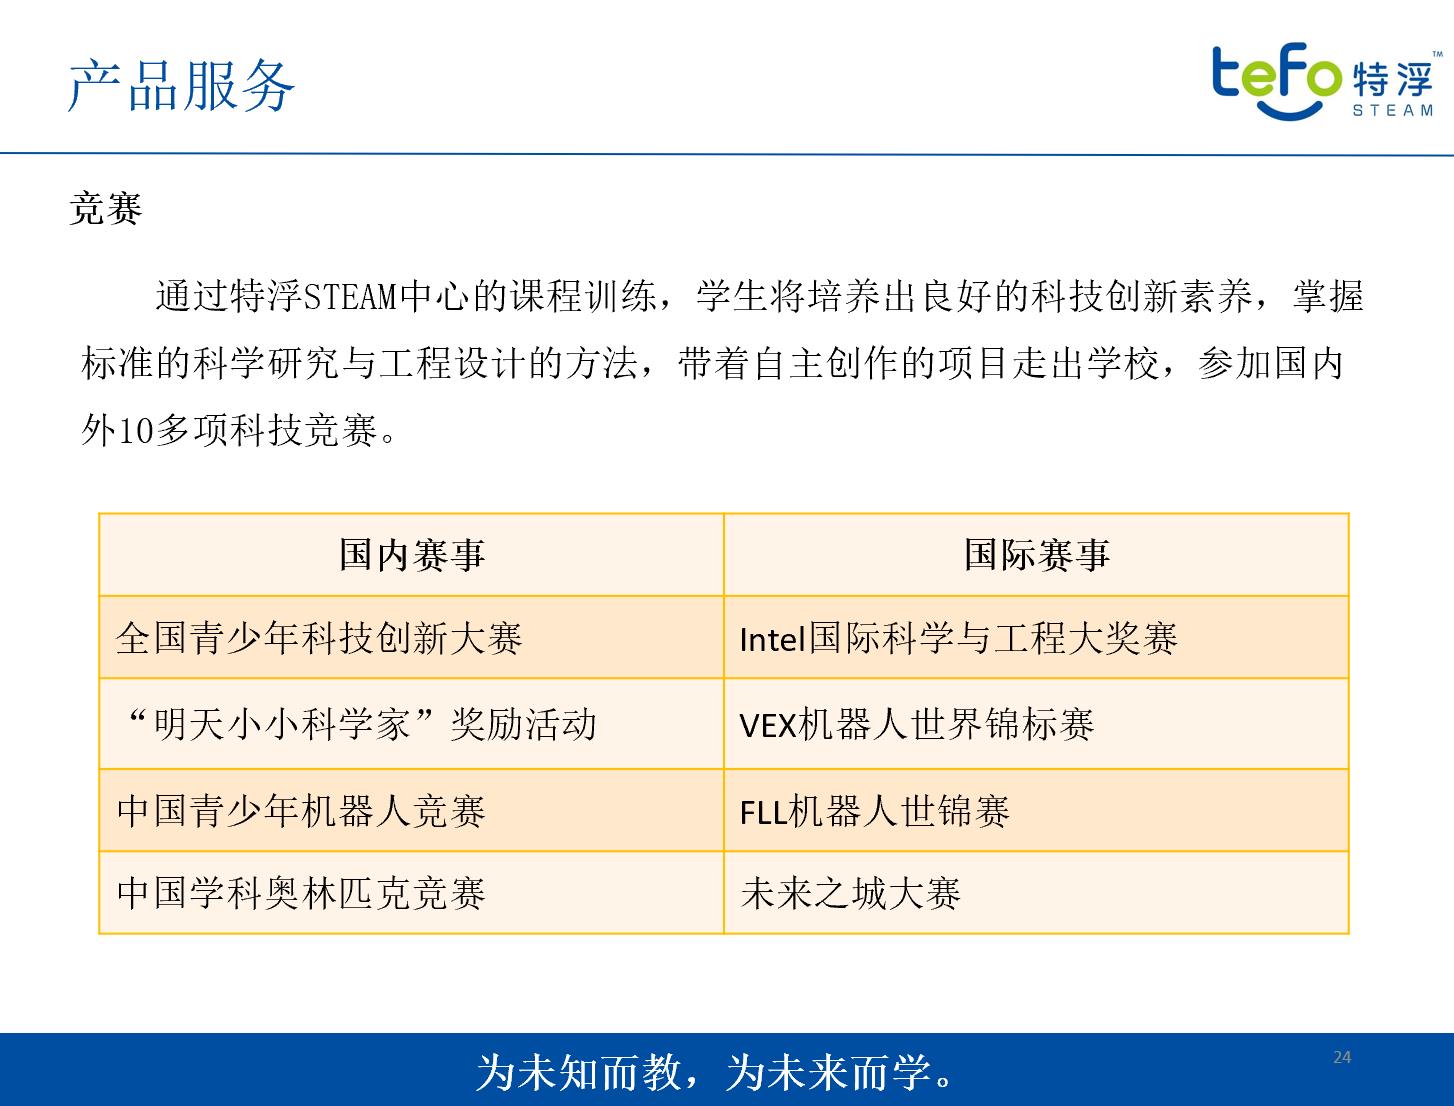 产品服务
tefo 特浮™
STEAM
竞赛
通过特浮STEAM中心的课程训练，学生将培养出良好的科技创新素养，掌握
标准的科学研究与工程设计的方法，带着自主创作的项目走出学校，参加国内
外10多项科技竞赛。
国内赛事 国际赛事
全国青少年科技创新大赛 Intel国际科学与工程大奖赛
“明天小小科学家”奖励活动 VEX机器人世界锦标赛
中国青少年机器人竞赛 FLL机器人世锦赛
中国学科奥林匹克竞赛 未来之城大赛
为未知而教，为未来而学。
24